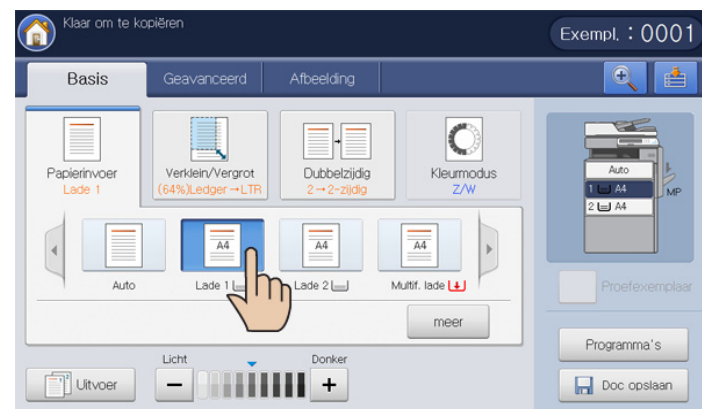 Klaar om te kopiëren
Exempl. : 0001
Basis
Geavanceerd
Afbeelding
Papierinvoer
Lade 1
Verklein/Vergrot
(64%)Ledger→LTR
Dubbelzijdig
2→2-zijdig
Kleurmodus
Z/W
Auto
A4
Lade 1
A4
Lade 2
A4
Multif. lade
meer
Auto
1 A4
2 A4
MP
Proefexemplaar
Uitvoer
Licht
Donker
Programma's
Doc opslaan